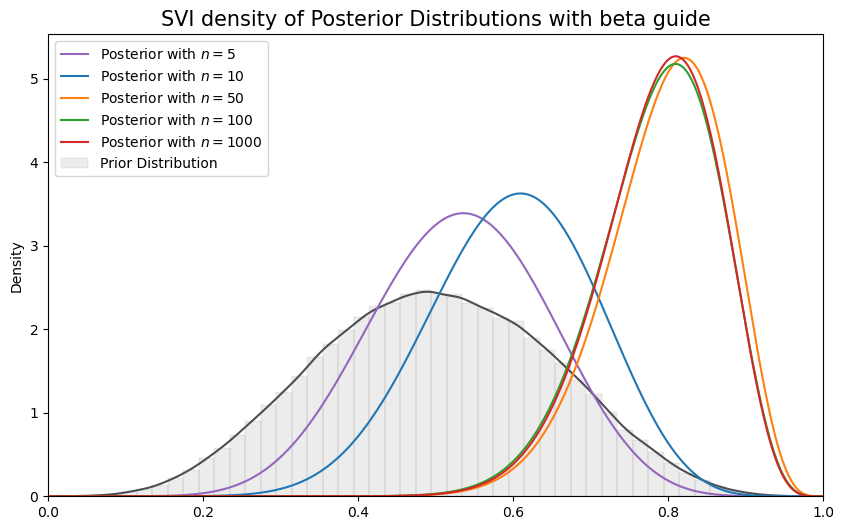 SVI density of Posterior Distributions with beta guide
Posterior with n = 5
Posterior with n = 10
Posterior with n = 50
Posterior with n = 100
Posterior with n = 1000
Prior Distribution
Density
5
4
3
2
1
0
0.0 0.2 0.4 0.6 0.8 1.0